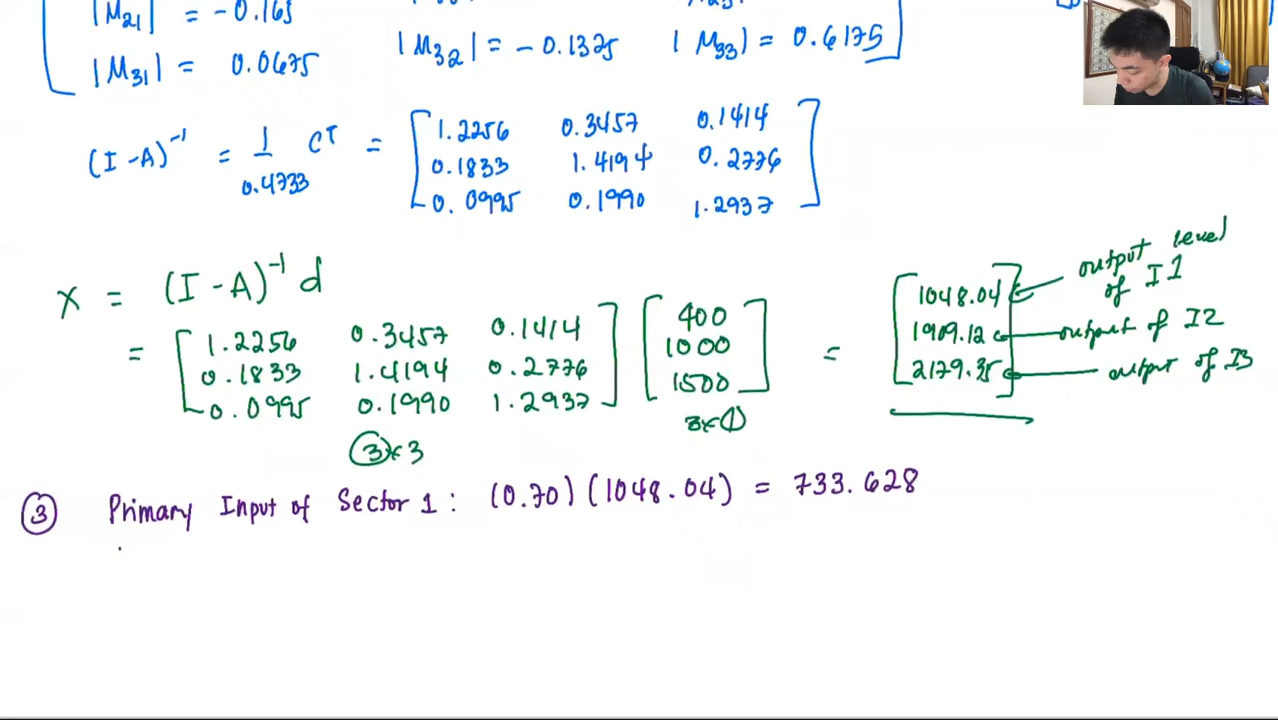 |M21| = -0.165
|M31| = 0.0675 |M32| = -0.1325 |M33| = 0.6175
(I-A)^-1 = 1/0.4733 C^T = [1.2256 0.3457 0.1414
0.1833 1.4194 0.2776
0.0995 0.1990 1.2937]
X = (I-A)^-1 d
= [1.2256 0.3457 0.1414] [400] = [1048.04] output level of I1
0.1833 1.4194 0.2776 1000 1909.12 output of I2
0.0995 0.1990 1.2937 1500 2179.35 output of I3
3×3 3×1
③ Primary Input of Sector 1: (0.70)(1048.04) = 733.628